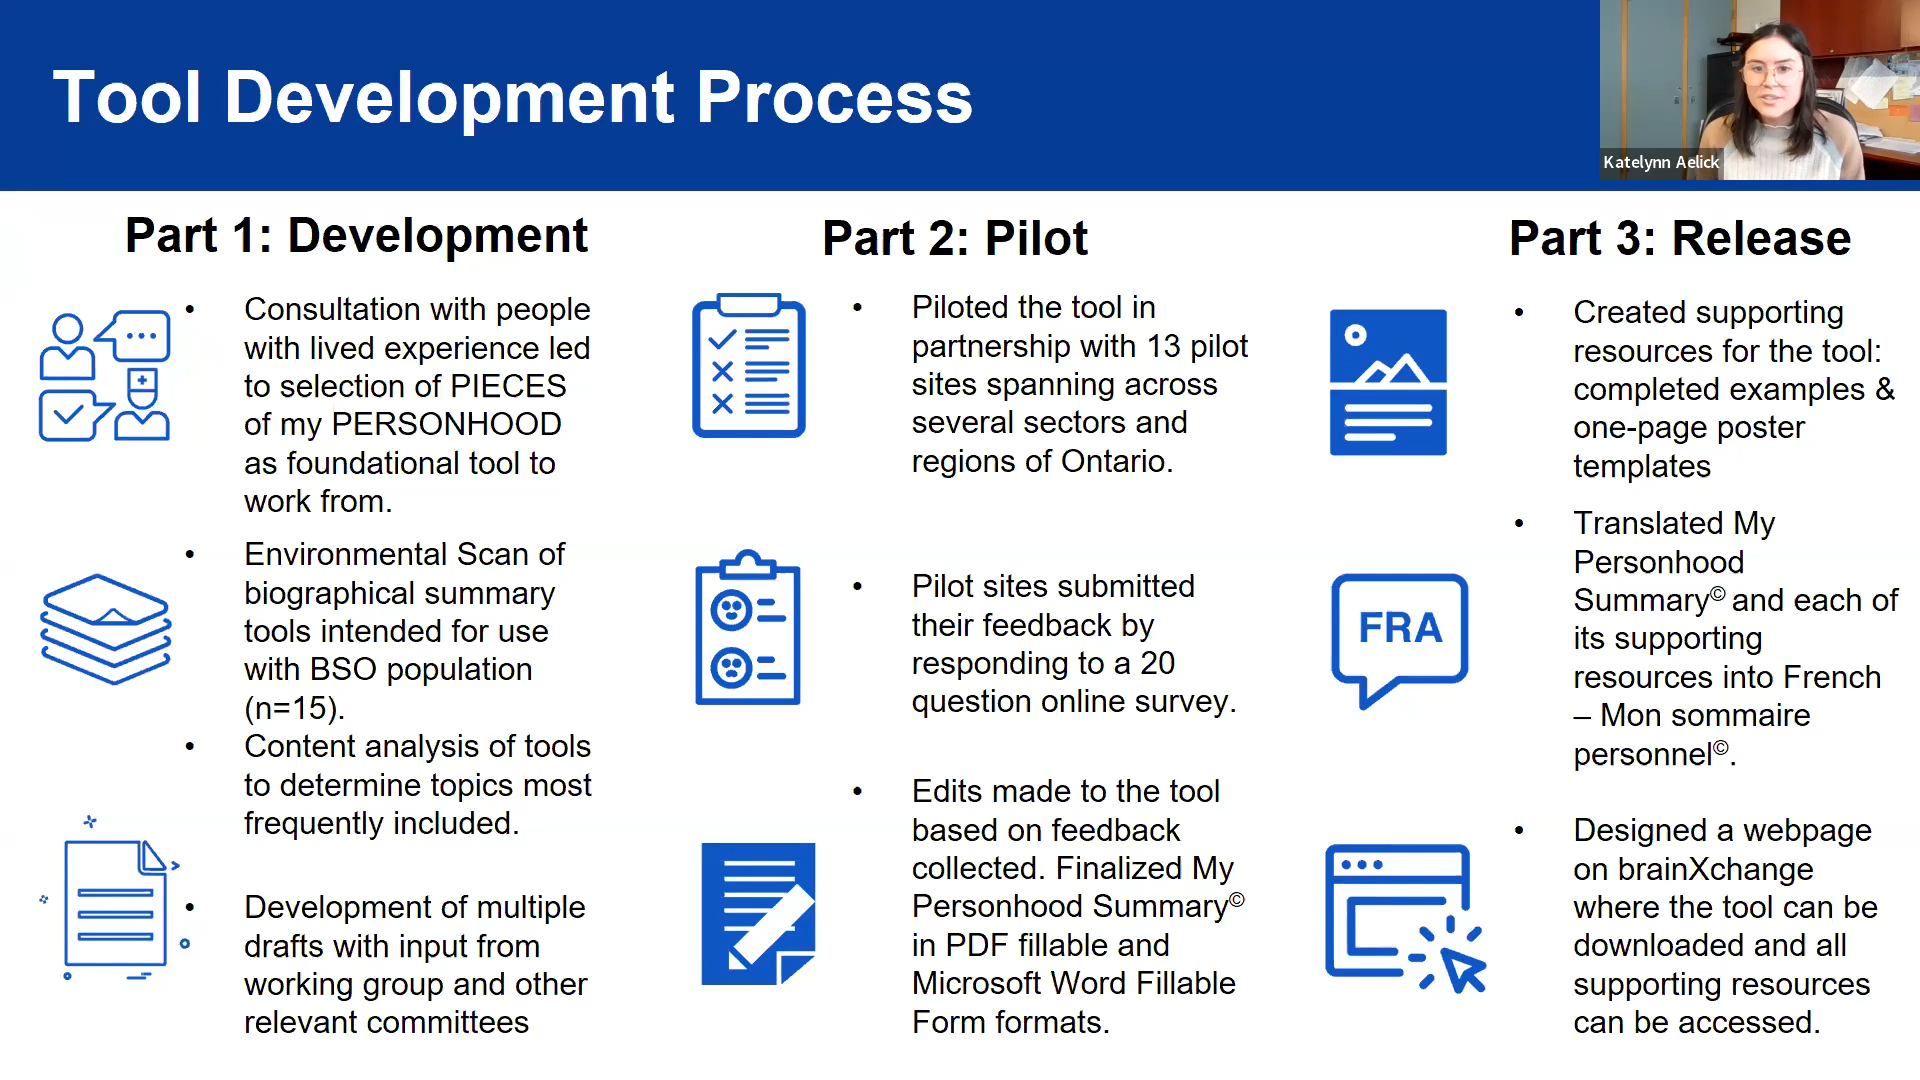 Tool Development Process
Katelynn Aelick
Part 1: Development
• Consultation with people
with lived experience led
to selection of PIECES
of my PERSONHOOD
as foundational tool to
work from.
• Environmental Scan of
biographical summary
tools intended for use
with BSO population
(n=15).
• Content analysis of tools
to determine topics most
frequently included.
• Development of multiple
drafts with input from
working group and other
relevant committees
Part 2: Pilot
• Piloted the tool in
partnership with 13 pilot
sites spanning across
several sectors and
regions of Ontario.
• Pilot sites submitted
their feedback by
responding to a 20
question online survey.
• Edits made to the tool
based on feedback
collected. Finalized My
Personhood Summary©
in PDF fillable and
Microsoft Word Fillable
Form formats.
Part 3: Release
• Created supporting
resources for the tool:
completed examples &
one-page poster
templates
FRA
• Translated My
Personhood
Summary© and each of
its supporting
resources into French
– Mon sommaire
personnel©.
• Designed a webpage
on brainXchange
where the tool can be
downloaded and all
supporting resources
can be accessed.